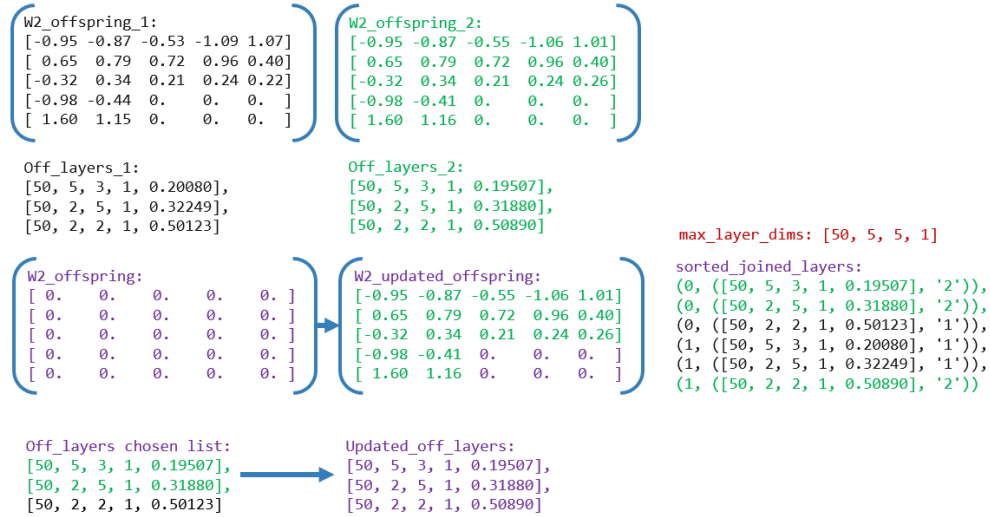 W2_offspring_1:
[-0.95 -0.87 -0.53 -1.09 1.07]
[ 0.65 0.79 0.72 0.96 0.40]
[-0.32 0.34 0.21 0.24 0.22]
[-0.98 -0.44 0. 0. 0. ]
[ 1.60 1.15 0. 0. 0. ]
W2_offspring_2:
[-0.95 -0.87 -0.55 -1.06 1.01]
[ 0.65 0.79 0.72 0.96 0.40]
[-0.32 0.34 0.21 0.24 0.26]
[-0.98 -0.41 0. 0. 0. ]
[ 1.60 1.16 0. 0. 0. ]
Off_layers_1:
[50, 5, 3, 1, 0.20080],
[50, 2, 5, 1, 0.32249],
[50, 2, 2, 1, 0.50123]
Off_layers_2:
[50, 5, 3, 1, 0.19507],
[50, 2, 5, 1, 0.31880],
[50, 2, 2, 1, 0.50890]
W2_offspring:
[ 0. 0. 0. 0. 0. ]
[ 0. 0. 0. 0. 0. ]
[ 0. 0. 0. 0. 0. ]
[ 0. 0. 0. 0. 0. ]
[ 0. 0. 0. 0. 0. ]
W2_updated_offspring:
[-0.95 -0.87 -0.55 -1.06 1.01]
[ 0.65 0.79 0.72 0.96 0.40]
[-0.32 0.34 0.21 0.24 0.26]
[-0.98 -0.41 0. 0. 0. ]
[ 1.60 1.16 0. 0. 0. ]
max_layer_dims: [50, 5, 5, 1]
sorted_joined_layers:
(0, ([50, 5, 3, 1, 0.19507], '2')),
(0, ([50, 2, 5, 1, 0.31880], '2')),
(0, ([50, 2, 2, 1, 0.50123], '1')),
(1, ([50, 5, 3, 1, 0.20080], '1')),
(1, ([50, 2, 5, 1, 0.32249], '1')),
(1, ([50, 2, 2, 1, 0.50890], '2'))
Off_layers chosen list:
[50, 5, 3, 1, 0.19507],
[50, 2, 5, 1, 0.31880],
[50, 2, 2, 1, 0.50123]
Updated_off_layers:
[50, 5, 3, 1, 0.19507],
[50, 2, 5, 1, 0.31880],
[50, 2, 2, 1, 0.50890]